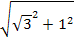 √(√3² + 1²)